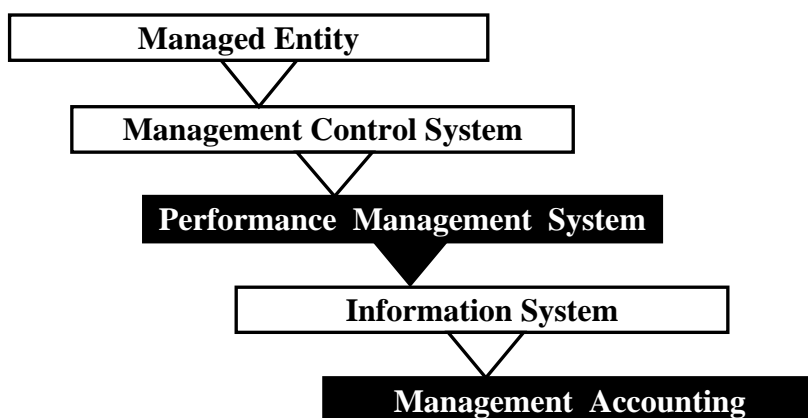 Managed Entity
Management Control System
Performance Management System
Information System
Management Accounting